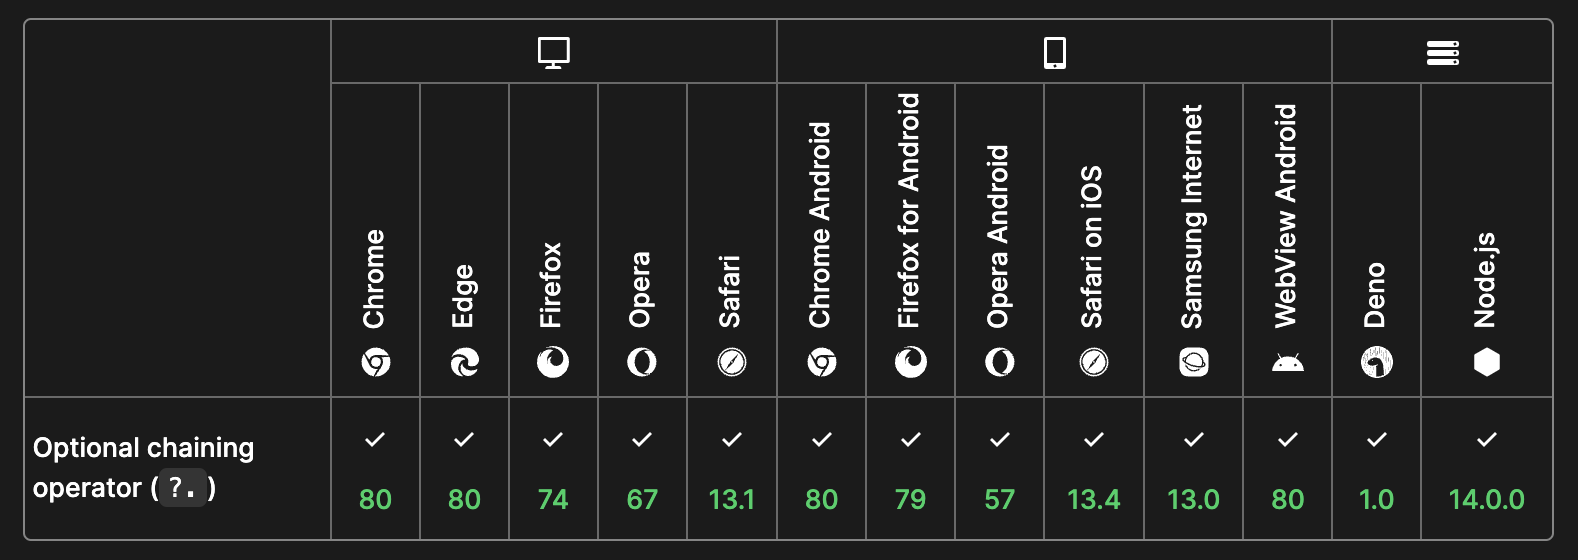 Chrome
Edge
Firefox
Opera
Safari
Chrome Android
Firefox for Android
Opera Android
Safari on iOS
Samsung Internet
WebView Android
Deno
Node.js
Optional chaining
operator (?.)
80
80
74
67
13.1
80
79
57
13.4
13.0
80
1.0
14.0.0